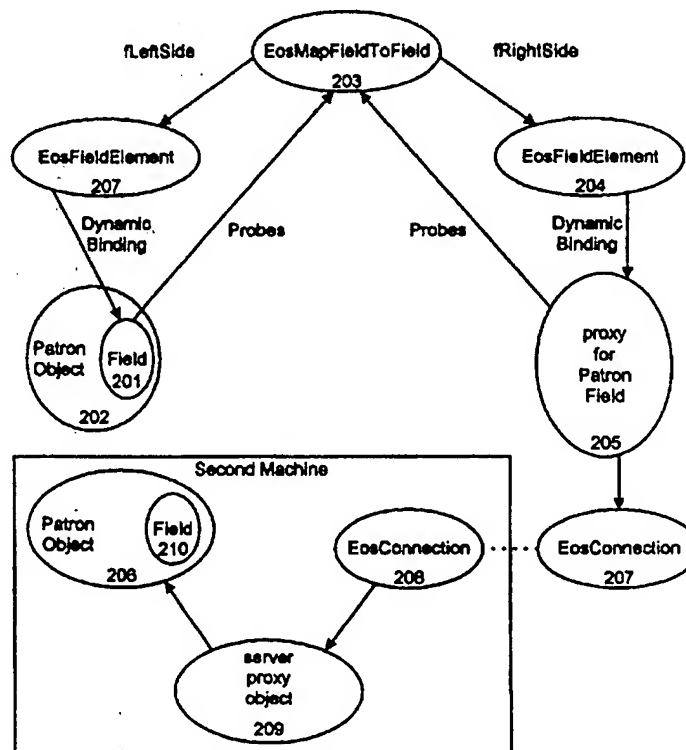 fLeftSide
EosMapFieldToField
203
fRightSide
EosFieldElement
207
EosFieldElement
204
Dynamic
Binding
Probes
Probes
Dynamic
Binding
Patron
Object
Field
201
202
proxy
for
Patron
Field
205
Second Machine
Patron
Object
Field
210
206
EosConnection
208
EosConnection
207
server
proxy
object
209